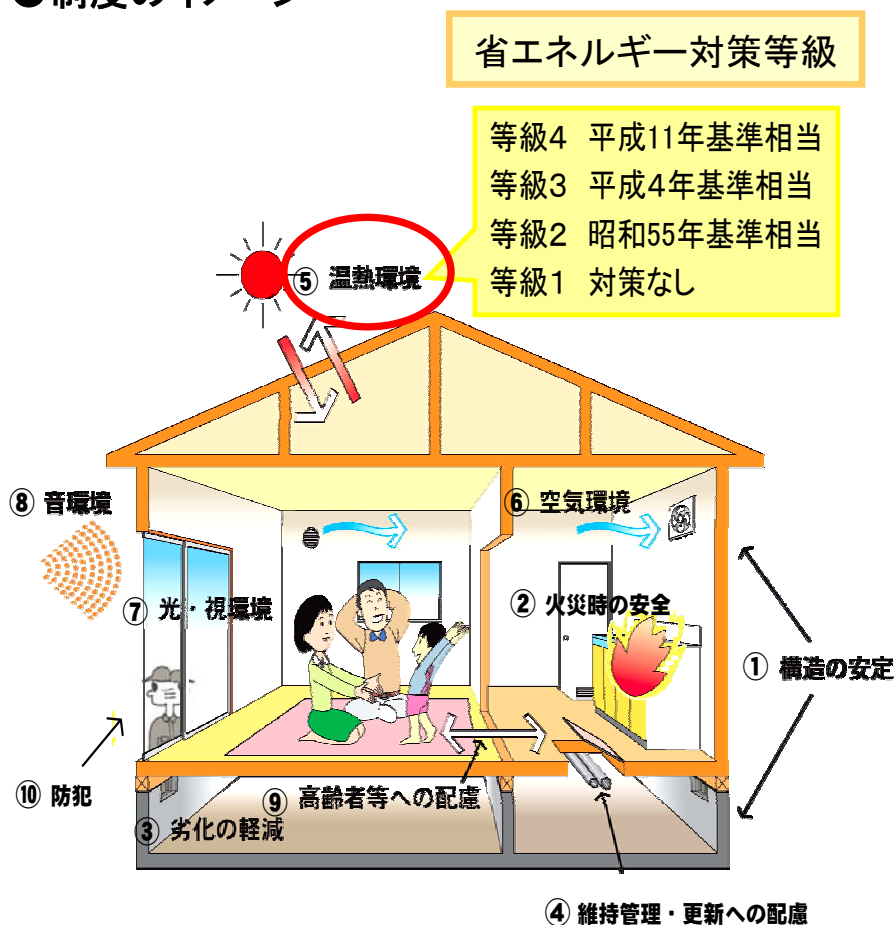 ●制度のイメージ
省エネルギー対策等級
等級4 平成11年基準相当
等級3 平成4年基準相当
等級2 昭和55年基準相当
等級1 対策なし
⑤ 温熱環境
⑧ 音環境
⑥ 空気環境
⑦ 光・視環境
② 火災時の安全
① 構造の安定
⑩ 防犯
⑨ 高齢者等への配慮
③ 劣化の軽減
④ 維持管理・更新への配慮